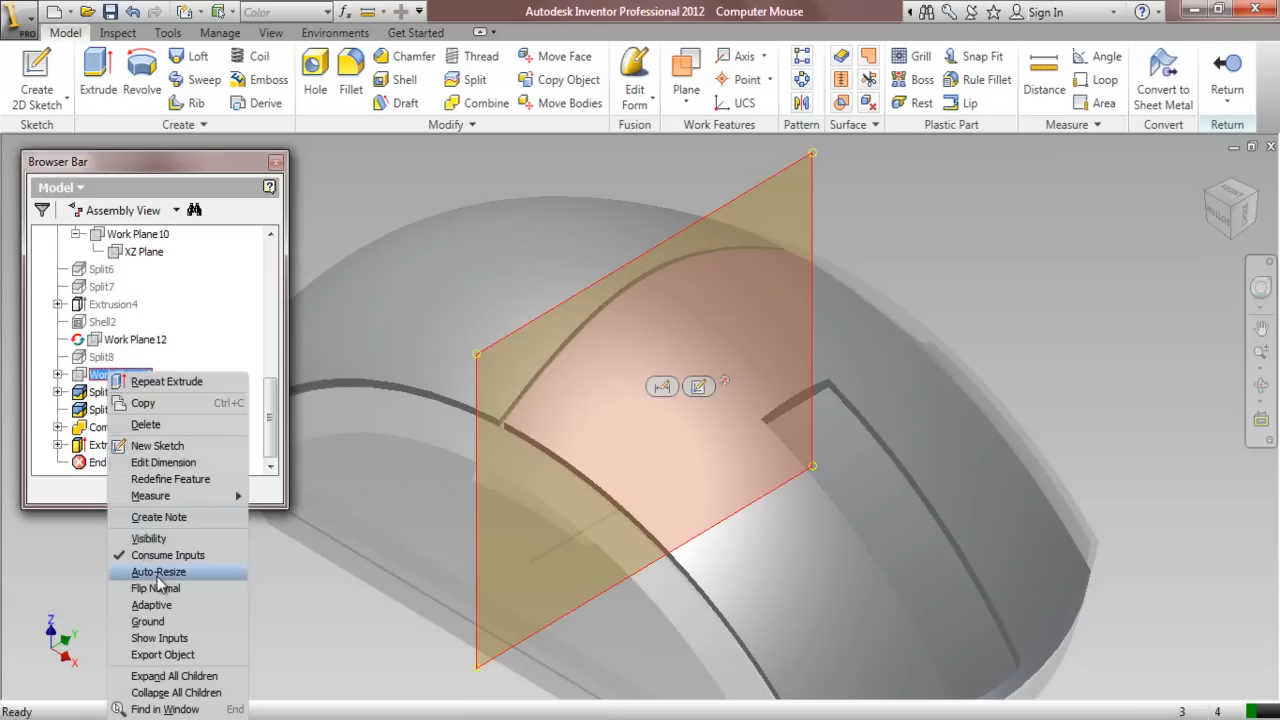 PRO
Color
Autodesk Inventor Professional 2012 Computer Mouse
Sign In
Model Inspect Tools Manage View Environments Get Started
Create
2D Sketch
Sketch
Extrude
Revolve
Loft
Sweep
Rib
Coil
Emboss
Derive
Create
Hole
Fillet
Chamfer
Shell
Draft
Thread
Split
Combine
Move Face
Copy Object
Move Bodies
Modify
Edit
Form
Fusion
Plane
Axis
Point
UCS
Work Features
Pattern
Surface
Grill
Boss
Rest
Snap Fit
Rule Fillet
Lip
Plastic Part
Distance
Angle
Loop
Area
Measure
Convert to
Sheet Metal
Convert
Return
Return
Browser Bar
Model
Assembly View
Work Plane10
XZ Plane
Split6
Split7
Extrusion4
Shell2
Work Plane12
Split8
Repeat Extrude
Copy Ctrl+C
Delete
New Sketch
Edit Dimension
Redefine Feature
Measure
Create Note
Visibility
Consume Inputs
Auto-Resize
Flip Normal
Adaptive
Ground
Show Inputs
Export Object
Expand All Children
Collapse All Children
Find in Window End
FRONT
Z
Y
X
Ready
3 4